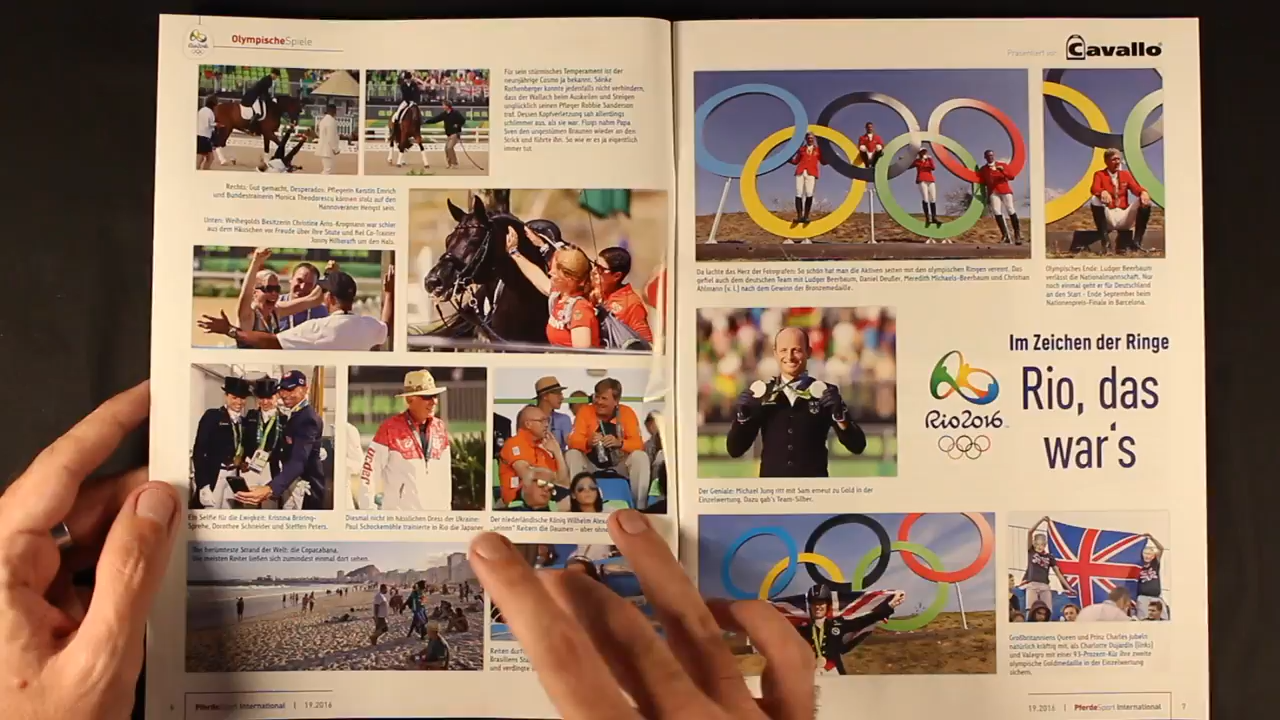 Rio2016
OlympischeSpiele
Für sein stürmisches Temperament ist der
neunjährige Cosmo ja bekannt. Sönke
Rothenberger konnte jedenfalls nicht verhindern,
dass der Wallach beim Auskeilen und Steigen
unglücklich seinen Pfleger Robbie Sanderson
traf. Dessen Kopfverletzung sah allerdings
schlimmer aus, als sie war. Flugs nahm Papa
Sven den ungestümen Braunen wieder an den
Strick und führte ihn. So wie er es ja eigentlich
immer tut.
Rechts: Gut gemacht, Desperados: Pflegerin Kerstin Emrich
und Bundestrainerin Monica Theodorescu können stolz auf den
Hannoveraner Hengst sein.
Unten: Weihegolds Besitzerin Christine Arns-Krogmann war schier
aus dem Häuschen vor Freude über ihre Stute und fiel Co-Trainer
Jonny Hilberath um den Hals.
Ein Selfie für die Ewigkeit: Kristina Bröring-
Sprehe, Dorothee Schneider und Steffen Peters.
Diesmal nicht im hässlichen Dress der Ukraine:
Paul Schockemöhle trainierte in Rio die Japaner.
Der niederländische König Wilhelm
Reitern die Daumen – aber
Der berühmteste Strand der Welt: die Copacabana.
Die meisten Reiter ließen sich zumindest einmal dort sehen.
Reiten
Brasiliens
und
6 PferdeSport International | 19.2016
Präsentiert von
Cavallo
Da lachte das Herz der Fotografen: So schön hat man die Aktiven selten mit den olympischen Ringen vereint. Das
gefiel auch dem deutschen Team mit Ludger Beerbaum, Daniel Deußer, Meredith Michaels-Beerbaum und Christian
Ahlmann (v. l.) nach dem Gewinn der Bronzemedaille.
Olympisches Ende: Ludger Beerbaum
verlässt die Nationalmannschaft. Nur
noch einmal geht er für Deutschland
an den Start - Ende September beim
Nationenpreis-Finale in Barcelona.
Im Zeichen der Ringe
Rio, das
war's
Rio2016
Der Geniale: Michael Jung ritt mit Sam erneut zu Gold in der
Einzelwertung. Dazu gab's Team-Silber.
Großbritanniens Queen und Prinz Charles jubeln
natürlich kräftig mit, als Charlotte Dujardin (links)
und Valegro mit einer 93-Prozent-Kür ihre zweite
olympische Goldmedaille in der Einzelwertung
sichern.
19.2016 | PferdeSport International 7